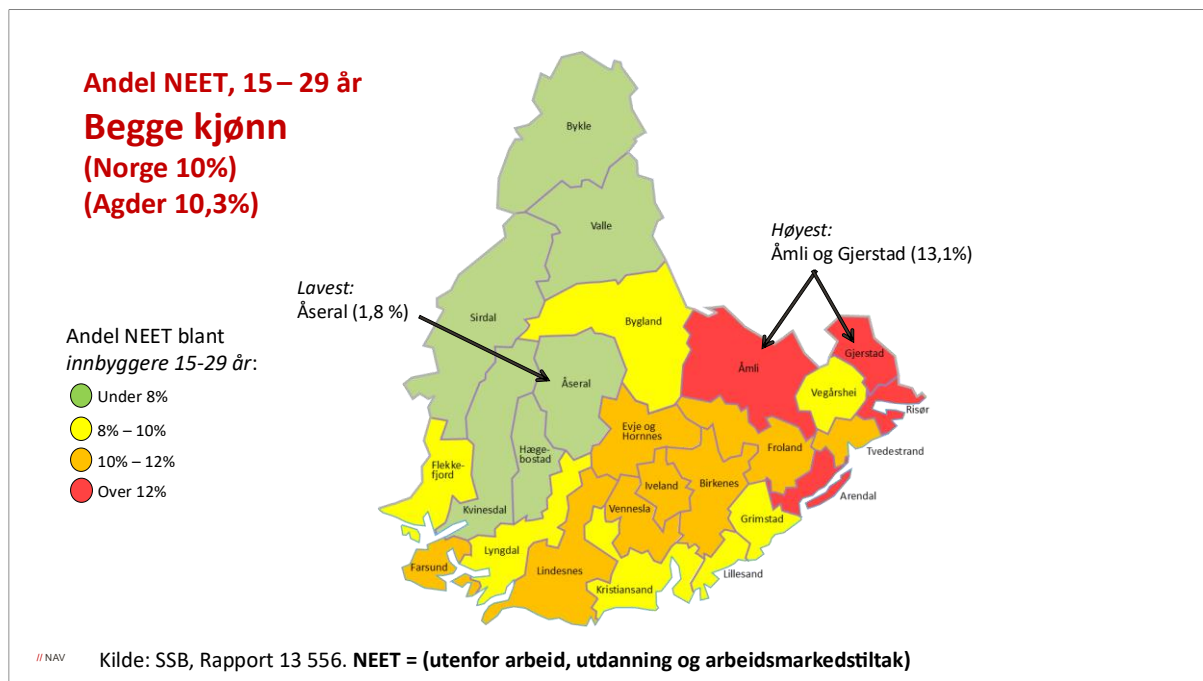 Andel NEET, 15 – 29 år
Begge kjønn
(Norge 10%)
(Agder 10,3%)
Bykle
Valle
Høyest:
Åmli og Gjerstad (13,1%)
Lavest:
Åseral (1,8 %)
Sirdal
Bygland
Andel NEET blant
innbyggere 15-29 år:
Under 8%
8% – 10%
10% – 12%
Over 12%
Gjerstad
Åmli
Åseral
Vegårshei
Risør
Evje og
Hornnes
Froland
Tvedestrand
Hæge-
bostad
Flekke-
fjord
Iveland
Birkenes
Arendal
Kvinesdal
Vennesla
Grimstad
Lyngdal
Farsund
Lindesnes
Lillesand
Kristiansand
// NAV
Kilde: SSB, Rapport 13 556. NEET = (utenfor arbeid, utdanning og arbeidsmarkedstiltak)